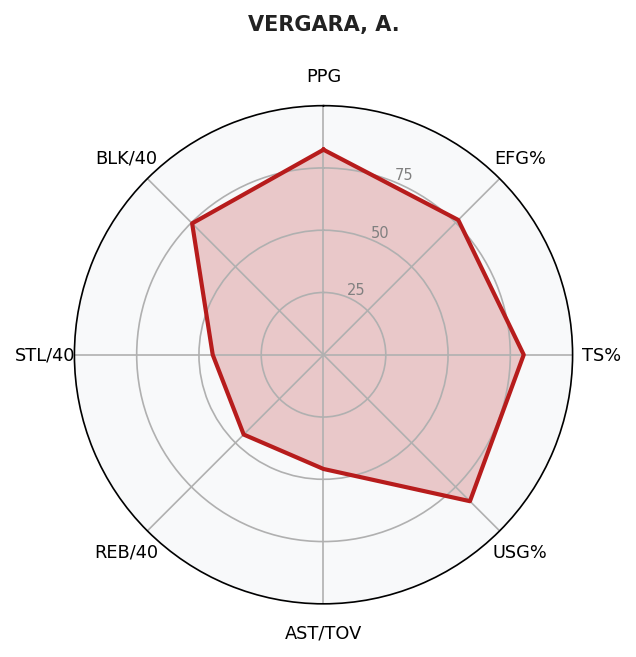 VERGARA, A.
PPG
BLK/40
EFG%
75
50
25
STL/40
TS%
REB/40
USG%
AST/TOV